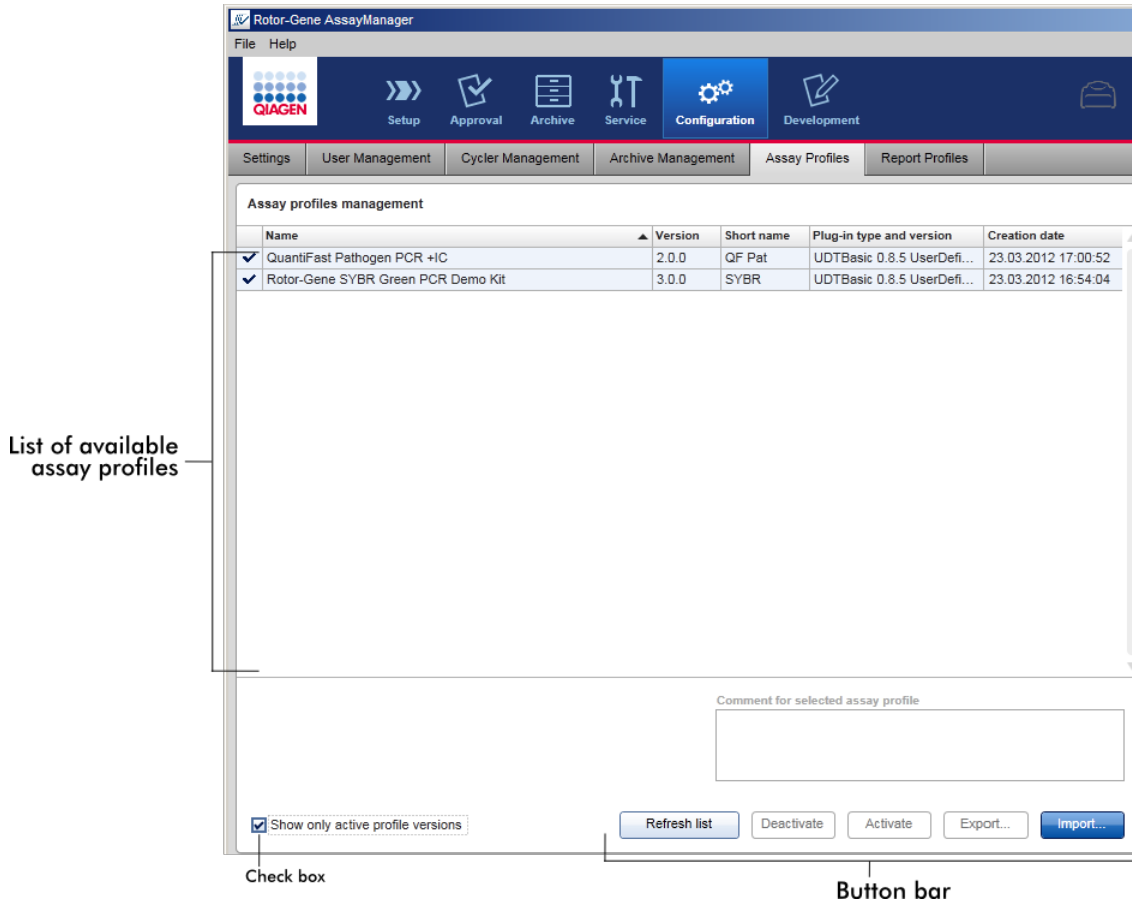 Rotor-Gene AssayManager
File Help
QIAGEN
Setup Approval Archive Service Configuration Development
Settings User Management Cycler Management Archive Management Assay Profiles Report Profiles
Assay profiles management
Name Version Short name Plug-in type and version Creation date
QuantiFast Pathogen PCR +IC 2.0.0 QF Pat UDTBasic 0.8.5 UserDefi... 23.03.2012 17:00:52
Rotor-Gene SYBR Green PCR Demo Kit 3.0.0 SYBR UDTBasic 0.8.5 UserDefi... 23.03.2012 16:54:04
List of available
assay profiles
Comment for selected assay profile
Show only active profile versions Refresh list Deactivate Activate Export... Import...
Check box
Button bar